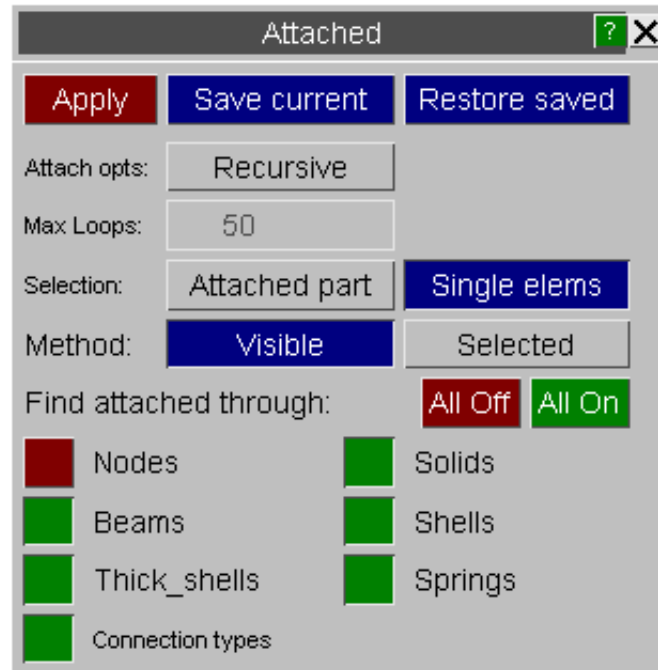 Attached ? X
Apply Save current Restore saved
Attach opts: Recursive
Max Loops: 50
Selection: Attached part Single elems
Method: Visible Selected
Find attached through: All Off All On
Nodes Solids
Beams Shells
Thick_shells Springs
Connection types